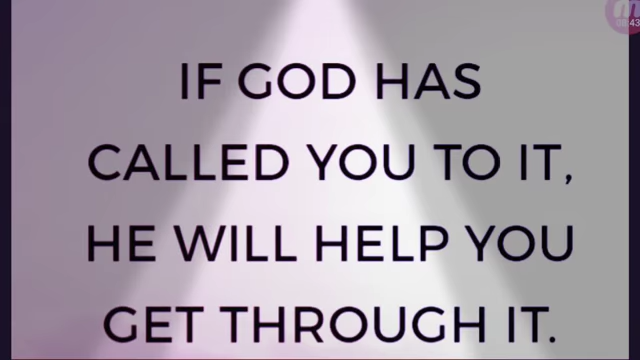 IF GOD HAS
CALLED YOU TO IT,
HE WILL HELP YOU
GET THROUGH IT.